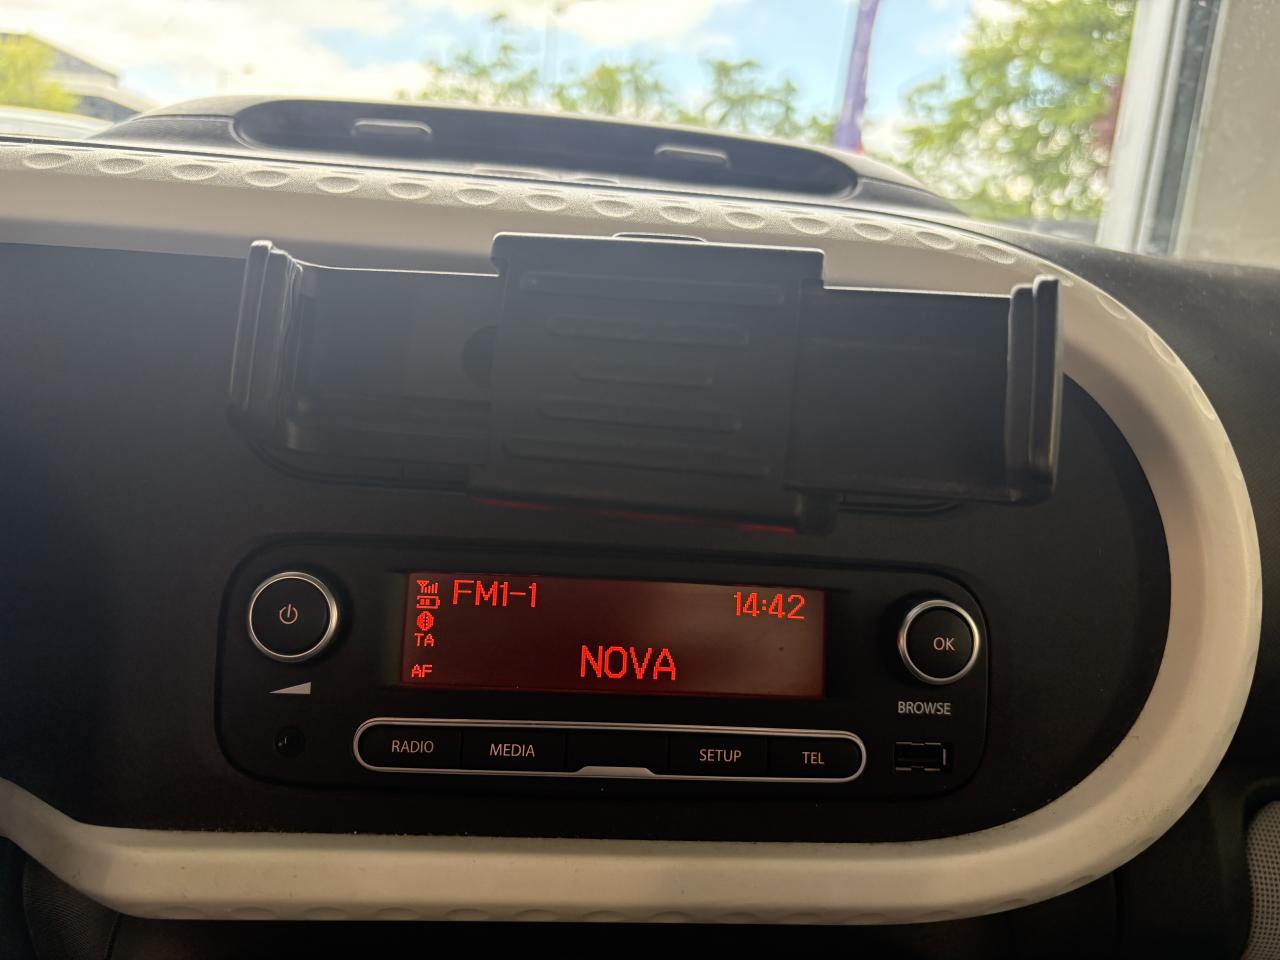 FM1-1
14:42
TA
NOVA
AF
OK
BROWSE
RADIO
MEDIA
SETUP
TEL